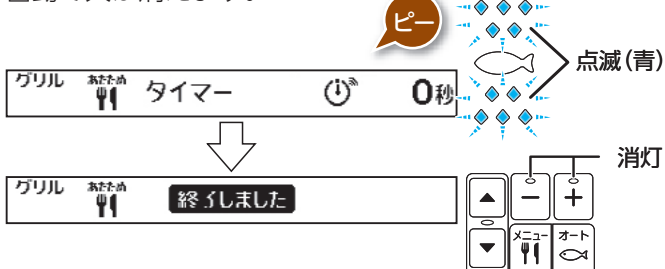 ピー
点滅(青)
グリル あたため タイマー 0秒
消灯
グリル あたため 終了しました
− +
メニュー オート